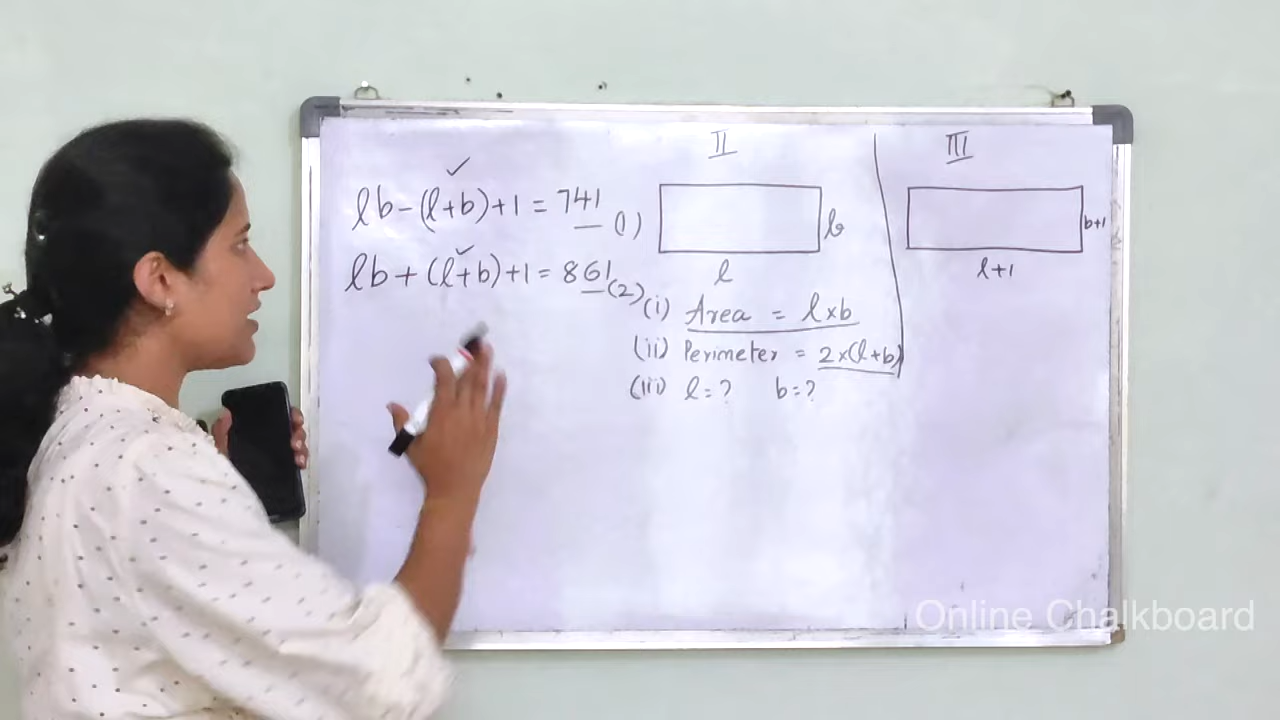 lb-(l+b)+1 = 741 (1)
lb+(l+b)+1 = 861 (2)
II
b
l
(i) Area = l×b
(ii) Perimeter = 2×(l+b)
(iii) l=? b=?
III
b+1
l+1
Online Chalkboard